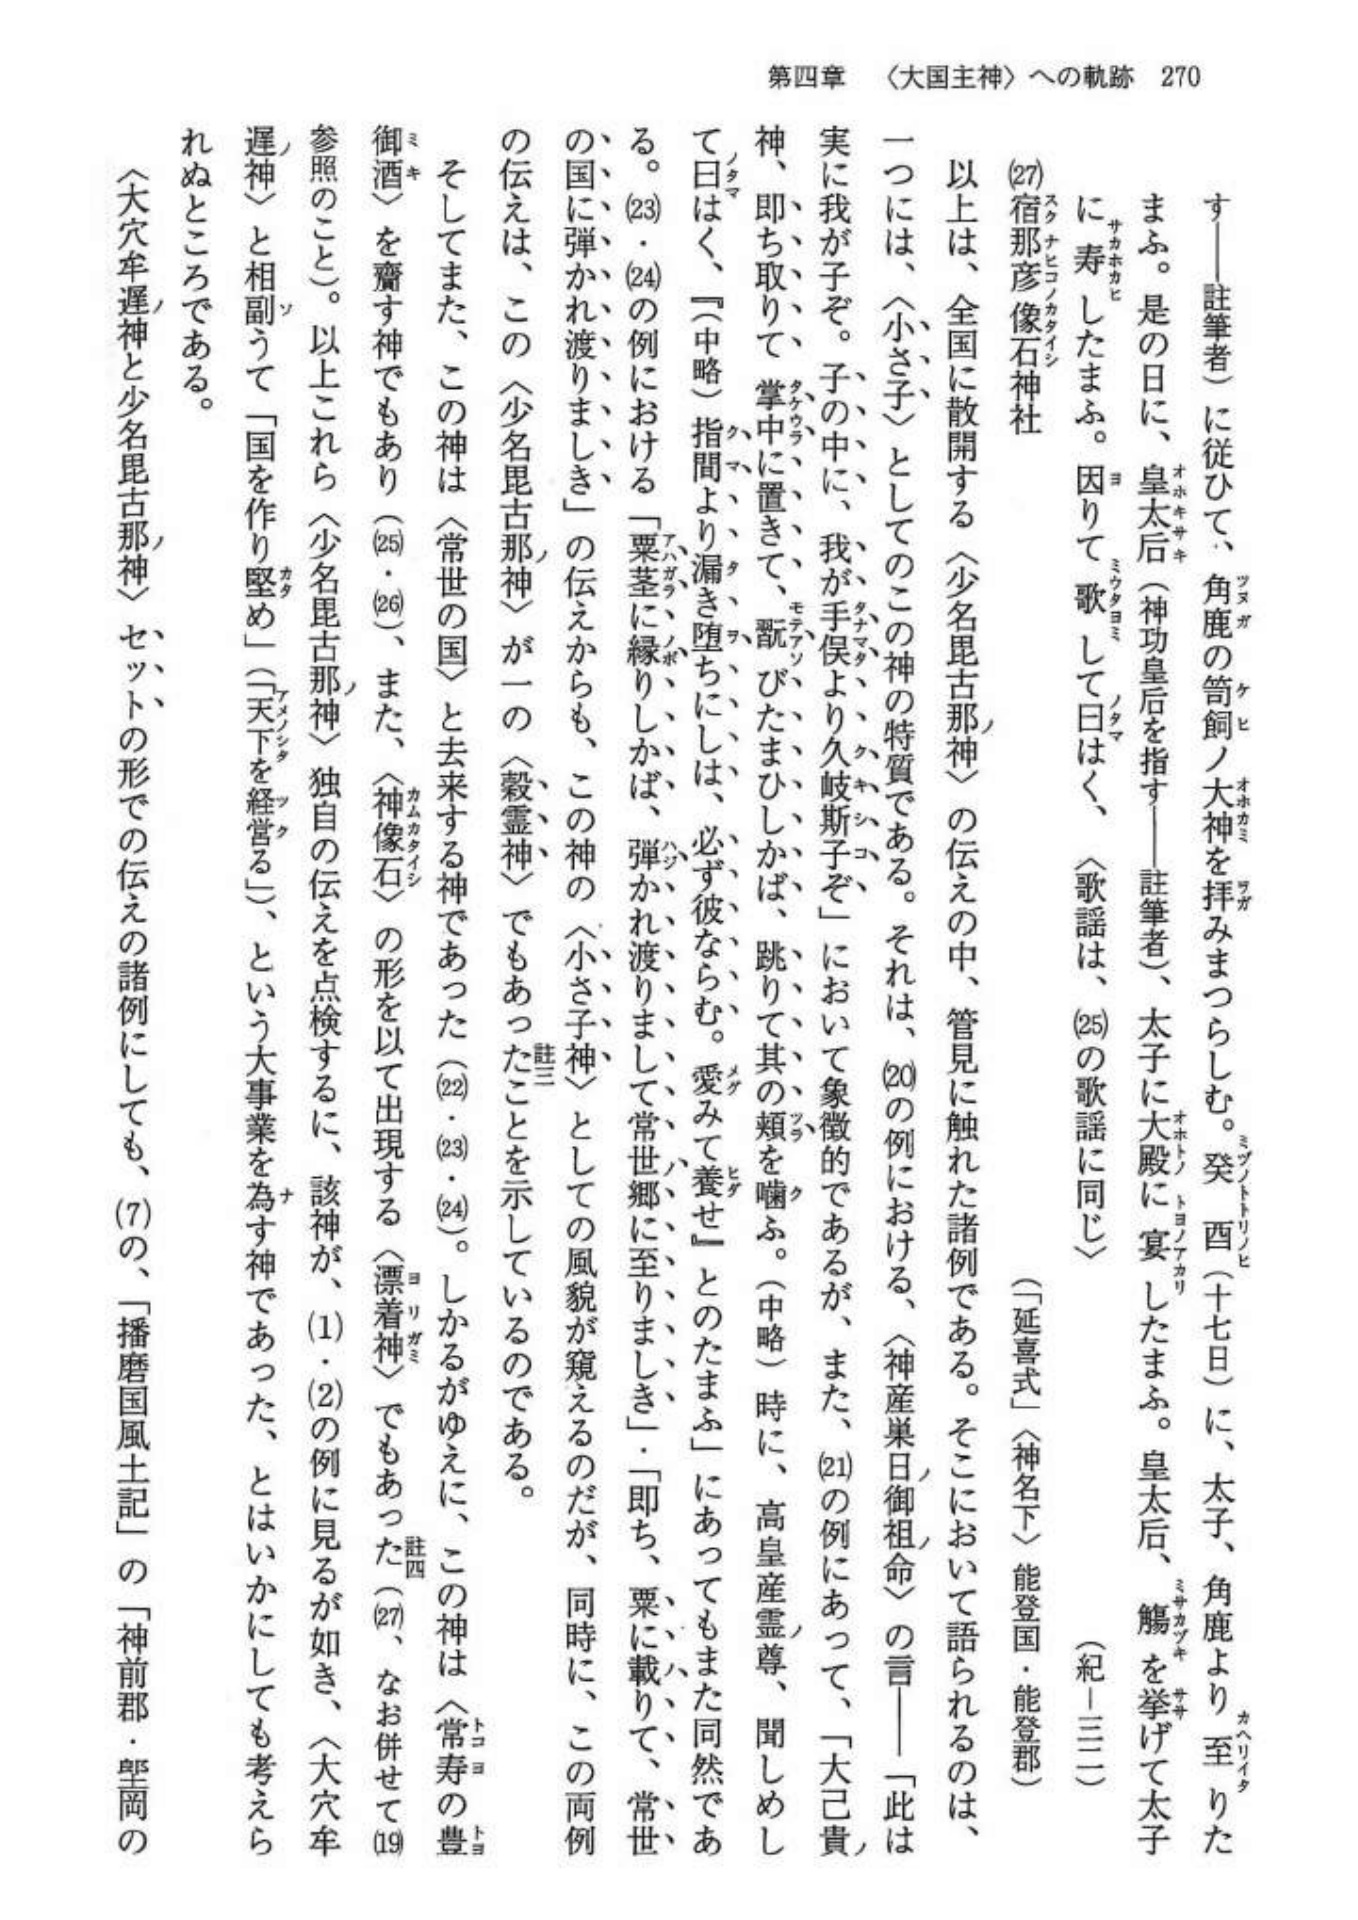 第四章　〈大国主神〉への軌跡　270
す――註筆者）に従ひて、角鹿の笥飼ノ大神を拝みまつらしむ。癸酉（十七日）に、太子、角鹿より至りた
まふ。是の日に、皇太后（神功皇后を指す――註筆者）、太子に大殿に宴したまふ。皇太后、觴を挙げて太子
に寿したまふ。因りて歌して曰はく、〈歌謡は、(25)の歌謡に同じ〉　（紀－三二）
(27)宿那彦像石神社　（「延喜式」〈神名下〉能登国・能登郡）
以上は、全国に散開する〈少名毘古那神〉の伝えの中、管見に触れた諸例である。そこにおいて語られるのは、
一つには、〈小さ子〉としてのこの神の特質である。それは、(20)の例における、〈神産巣日御祖命〉の言――「此は
実に我が子ぞ。子の中に、我が手俣より久岐斯子ぞ」において象徴的であるが、また、(21)の例にあって、「大己貴
神、即ち取りて掌中に置きて、翫びたまひしかば、跳りて其の頬を噛ふ。（中略）時に、高皇産霊尊、聞しめし
て曰はく、『（中略）指間より漏き堕ちにしは、必ず彼ならむ。愛みて養せ』とのたまふ」にあってもまた同然であ
る。(23)・(24)の例における「粟茎に縁りしかば、弾かれ渡りまして常世郷に至りましき」・「即ち、粟に載りて、常世
の国に弾かれ渡りましき」の伝えからも、この神の〈小さ子神〉としての風貌が窺えるのだが、同時に、この両例
の伝えは、この〈少名毘古那神〉が一の〈穀霊神〉でもあった註三ことを示しているのである。
そしてまた、この神は〈常世の国〉と去来する神であった（(22)・(23)・(24)）。しかるがゆえに、この神は〈常寿の豊
御酒〉を齎す神でもあり（(25)・(26)）、また、〈神像石〉の形を以て出現する〈漂着神〉でもあった註四（(27)、なお併せて(19)
参照のこと）。以上これら〈少名毘古那神〉独自の伝えを点検するに、該神が、(1)・(2)の例に見るが如き、〈大穴牟
遅神〉と相副うて「国を作り堅め」（「天下を経営る」）、という大事業を為す神であった、とはいかにしても考えら
れぬところである。
〈大穴牟遅神と少名毘古那神〉セットの形での伝えの諸例にしても、(7)の、「播磨国風土記」の「神前郡・堲岡の